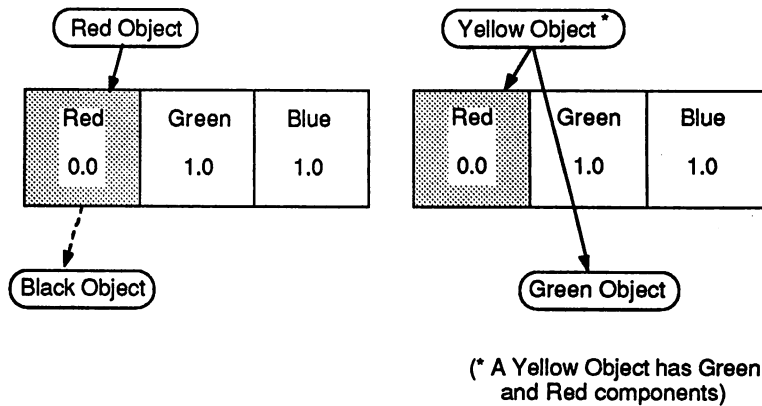 Red Object
Red Green Blue
0.0 1.0 1.0
Black Object
Yellow Object *
Red Green Blue
0.0 1.0 1.0
Green Object
(* A Yellow Object has Green
and Red components)